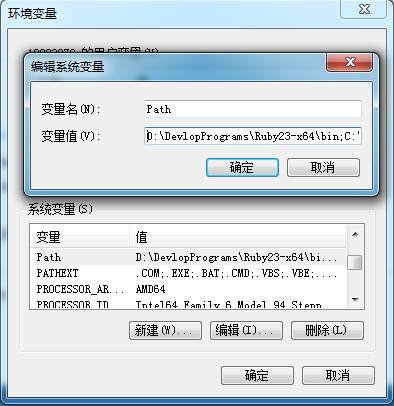 环境变量
的用户变量(U)
编辑系统变量
变量名(N):
Path
变量值(V):
D:\DevlopPrograms\Ruby23-x64\bin;C:\
确定
取消
系统变量(S)
变量
值
Path
D:\DevlopPrograms\Ruby23-x64\bi...
PATHEXT
.COM;.EXE;.BAT;.CMD;.VBS;.VBE;....
PROCESSOR_AR...
AMD64
PROCESSOR_ID
Intel64 Family 6 Model 94 Stepp
新建(W)...
编辑(I)...
删除(L)
确定
取消